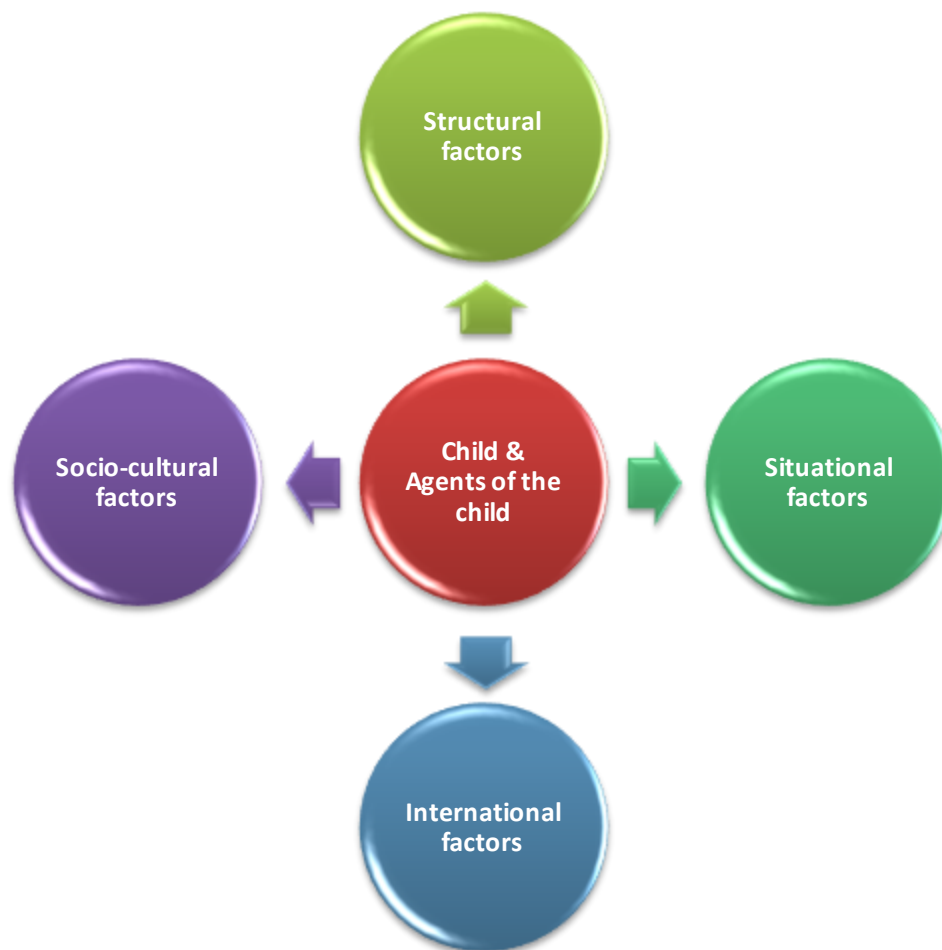 Structural
factors
Socio-cultural
factors
Child &
Agents of the
child
Situational
factors
International
factors